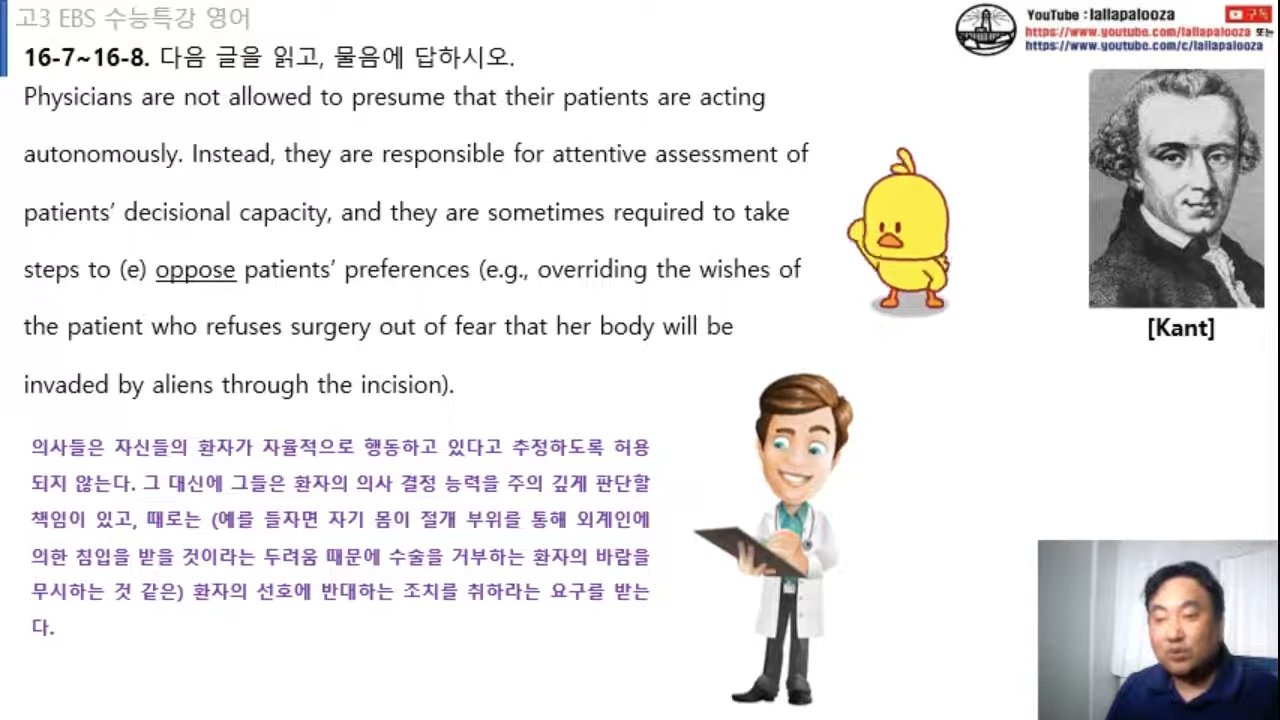 고3 EBS 수능특강 영어
YouTube : lallapalooza
구독
https://www.youtube.com/lallapalooza 또는
https://www.youtube.com/c/lallapalooza
16-7~16-8. 다음 글을 읽고, 물음에 답하시오.
Physicians are not allowed to presume that their patients are acting
autonomously. Instead, they are responsible for attentive assessment of
patients’ decisional capacity, and they are sometimes required to take
steps to (e) oppose patients’ preferences (e.g., overriding the wishes of
the patient who refuses surgery out of fear that her body will be
invaded by aliens through the incision).
[Kant]
의사들은 자신들의 환자가 자율적으로 행동하고 있다고 추정하도록 허용
되지 않는다. 그 대신에 그들은 환자의 의사 결정 능력을 주의 깊게 판단할
책임이 있고, 때로는 (예를 들자면 자기 몸이 절개 부위를 통해 외계인에
의한 침입을 받을 것이라는 두려움 때문에 수술을 거부하는 환자의 바람을
무시하는 것 같은) 환자의 선호에 반대하는 조치를 취하라는 요구를 받는
다.